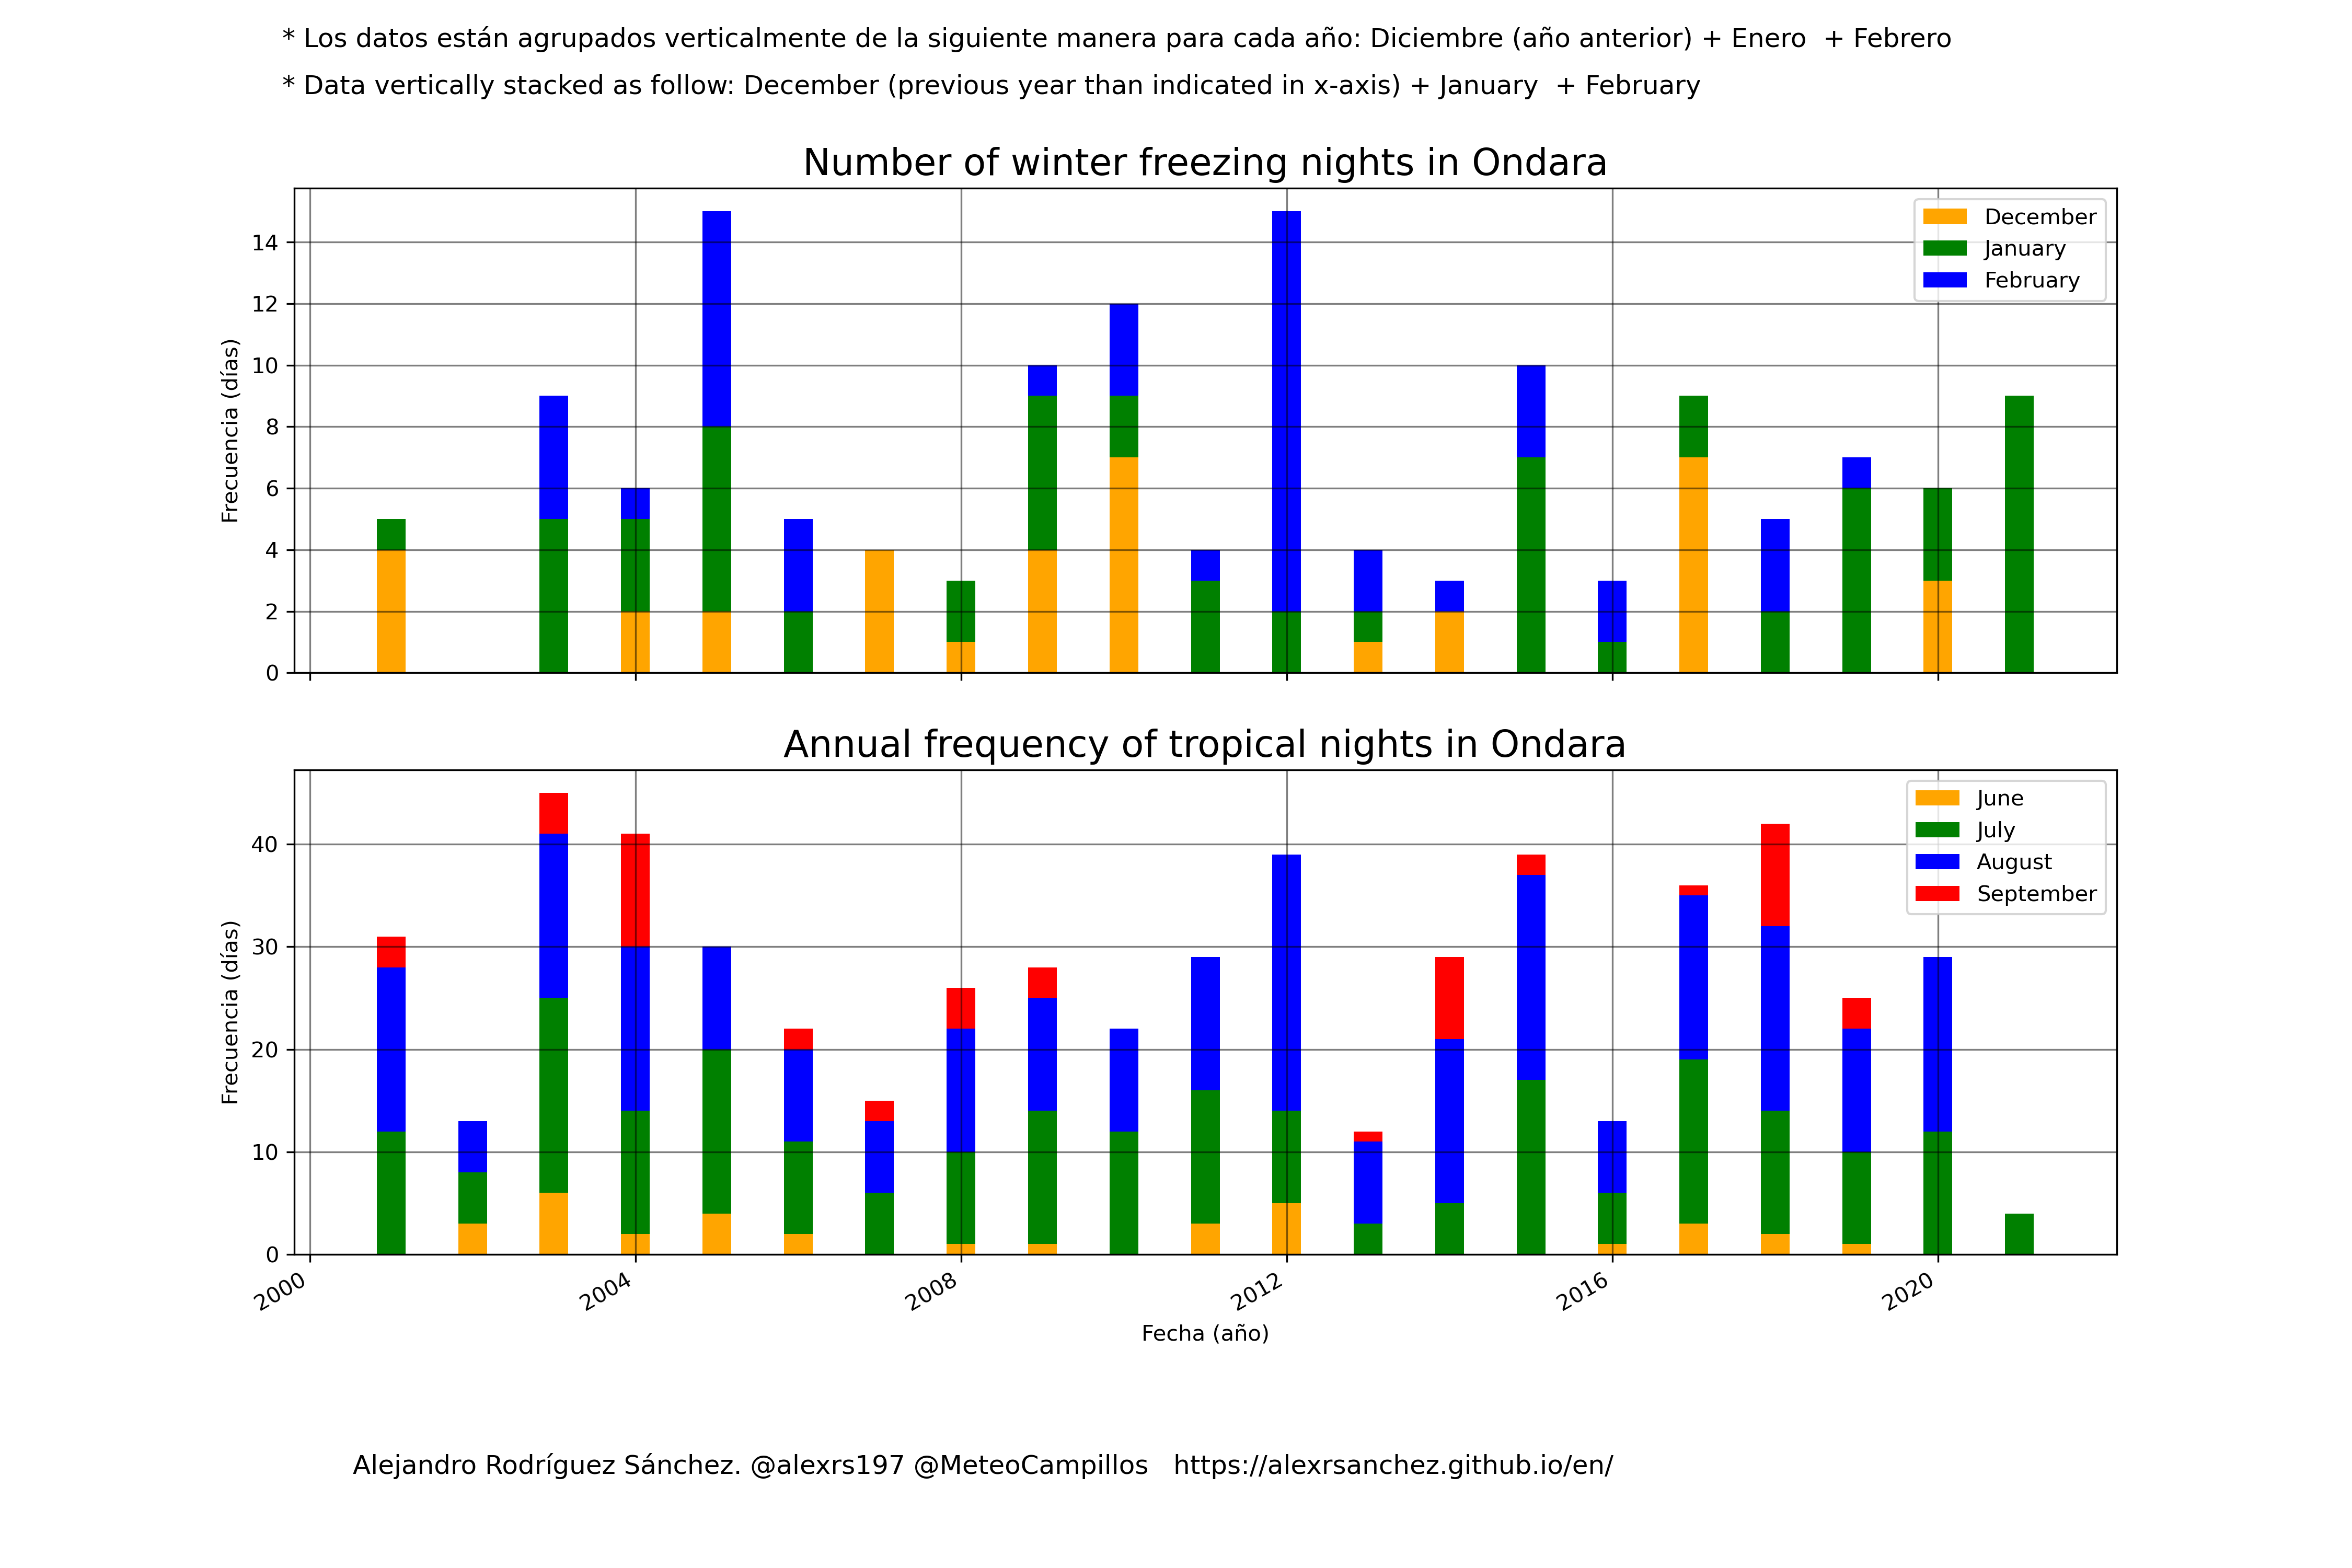 * Los datos están agrupados verticalmente de la siguiente manera para cada año: Diciembre (año anterior) + Enero  + Febrero
* Data vertically stacked as follow: December (previous year than indicated in x-axis) + January  + February
Number of winter freezing nights in Ondara
Frecuencia (días)
14
12
10
8
6
4
2
0
December
January
February
Annual frequency of tropical nights in Ondara
Frecuencia (días)
40
30
20
10
0
June
July
August
September
2000
2004
2008
2012
2016
2020
Fecha (año)
Alejandro Rodríguez Sánchez. @alexrs197 @MeteoCampillos   https://alexrsanchez.github.io/en/